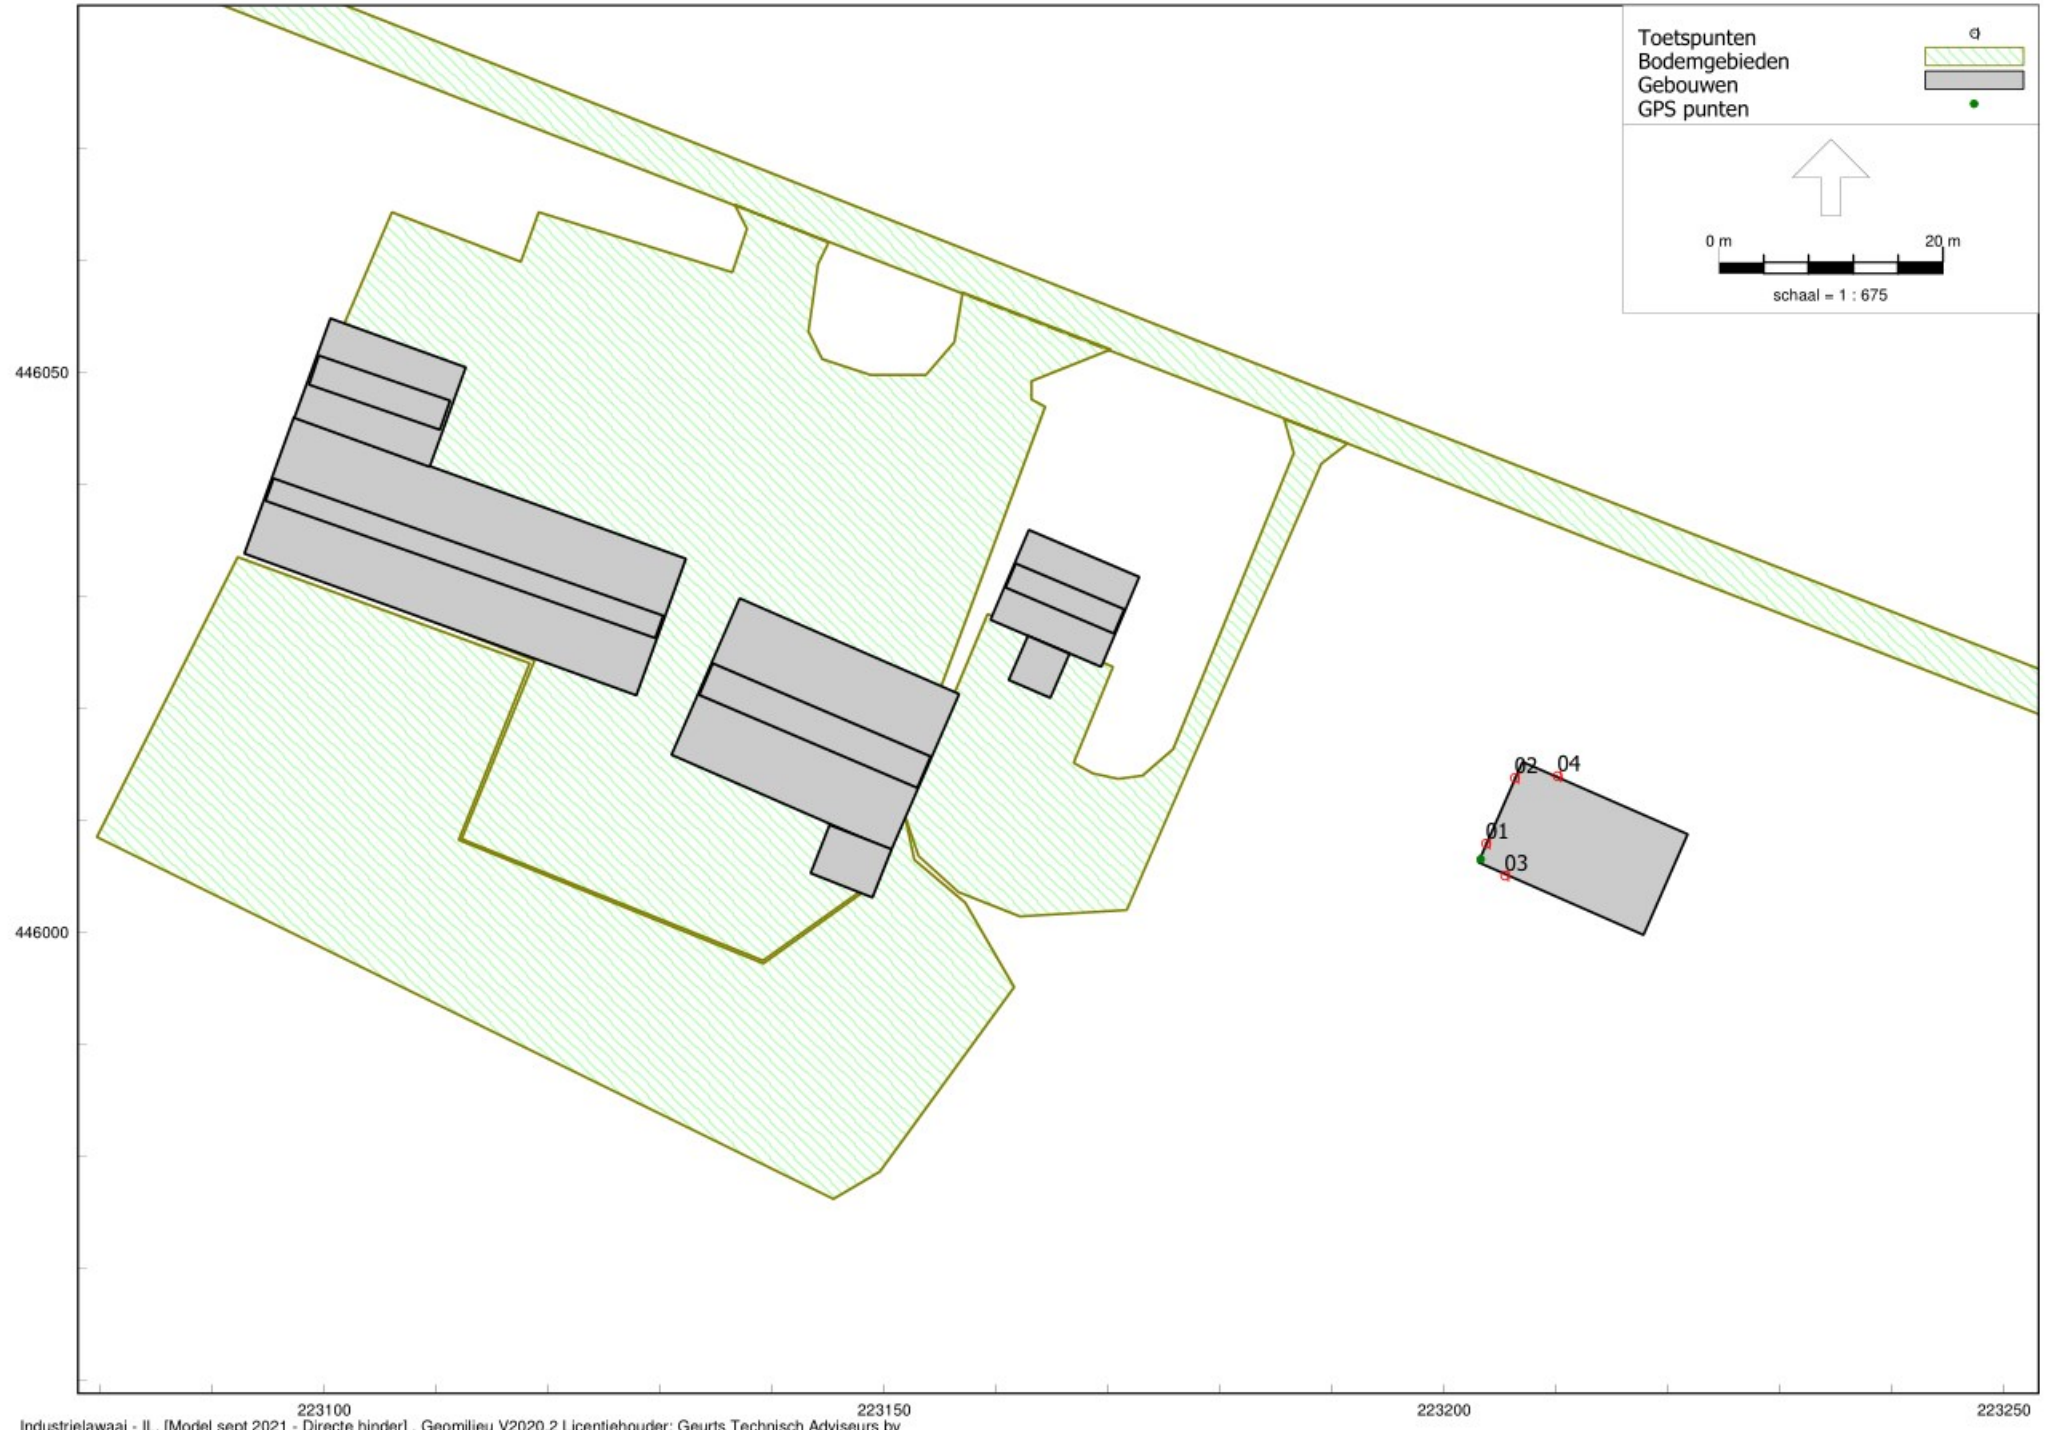 Toetspunten
Bodemgebieden
Gebouwen
GPS punten
0 m 20 m
schaal = 1 : 675
446050
02 04
01
03
446000
223100 223150 223200 223250
Industrielawaai - IL, [Model sept 2021 - Directe hinder] , Geomilieu V2020.2 Licentiehouder: Geurts Technisch Adviseurs bv